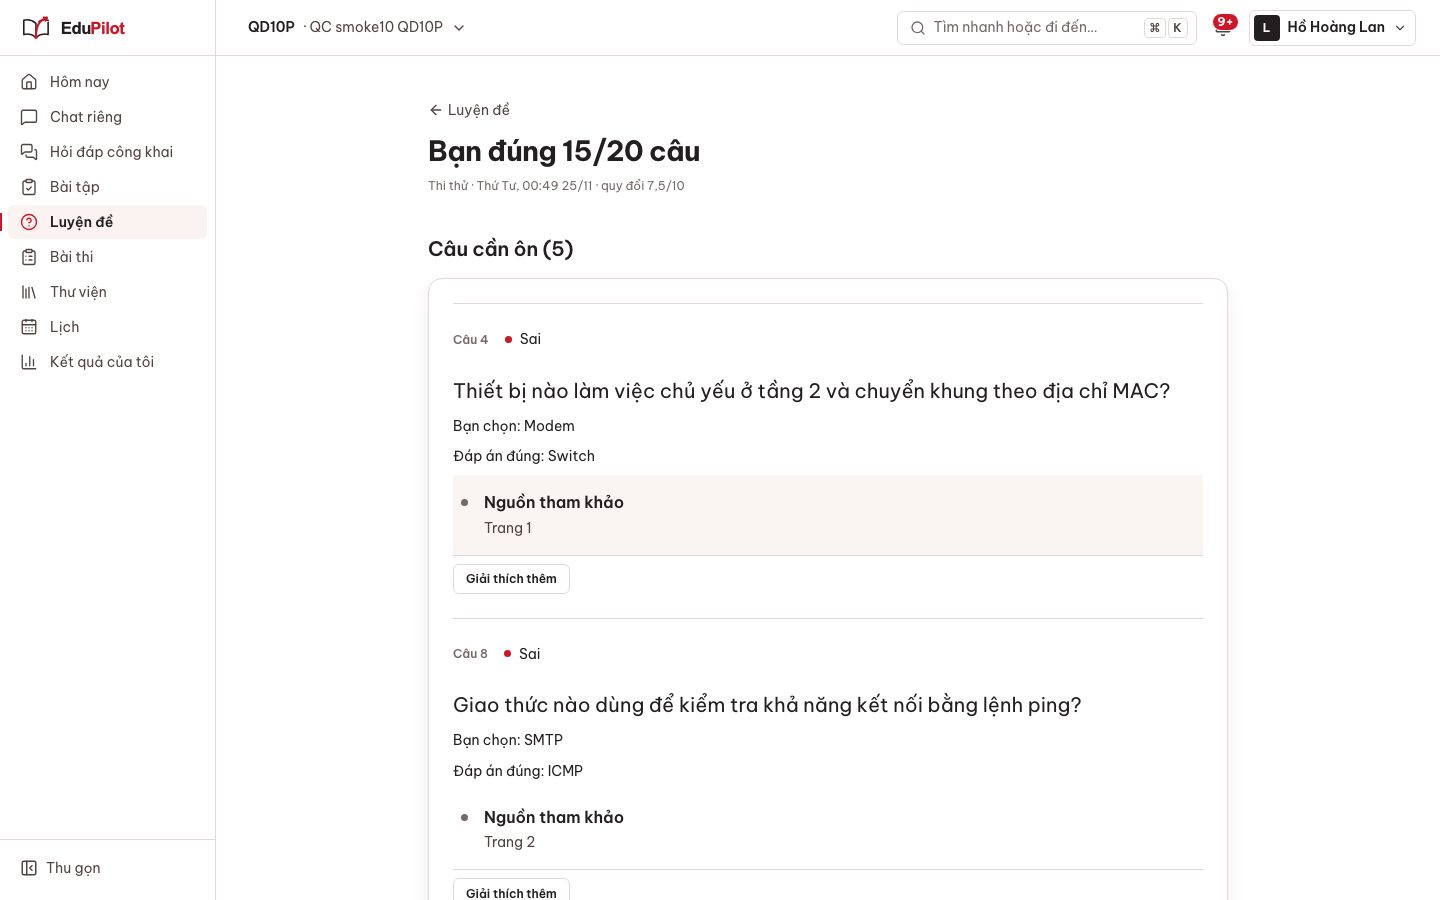 EduPilot
QD10P · QC smoke10 QD10P
Tìm nhanh hoặc đi đến...
⌘ K
9+
L
Hồ Hoàng Lan
Hôm nay
Chat riêng
Hỏi đáp công khai
Bài tập
Luyện đề
Bài thi
Thư viện
Lịch
Kết quả của tôi
Thu gọn
← Luyện đề
Bạn đúng 15/20 câu
Thi thử · Thứ Tư, 00:49 25/11 · quy đổi 7,5/10
Câu cần ôn (5)
Câu 4 • Sai
Thiết bị nào làm việc chủ yếu ở tầng 2 và chuyển khung theo địa chỉ MAC?
Bạn chọn: Modem
Đáp án đúng: Switch
Nguồn tham khảo
Trang 1
Giải thích thêm
Câu 8 • Sai
Giao thức nào dùng để kiểm tra khả năng kết nối bằng lệnh ping?
Bạn chọn: SMTP
Đáp án đúng: ICMP
Nguồn tham khảo
Trang 2
Giải thích thêm